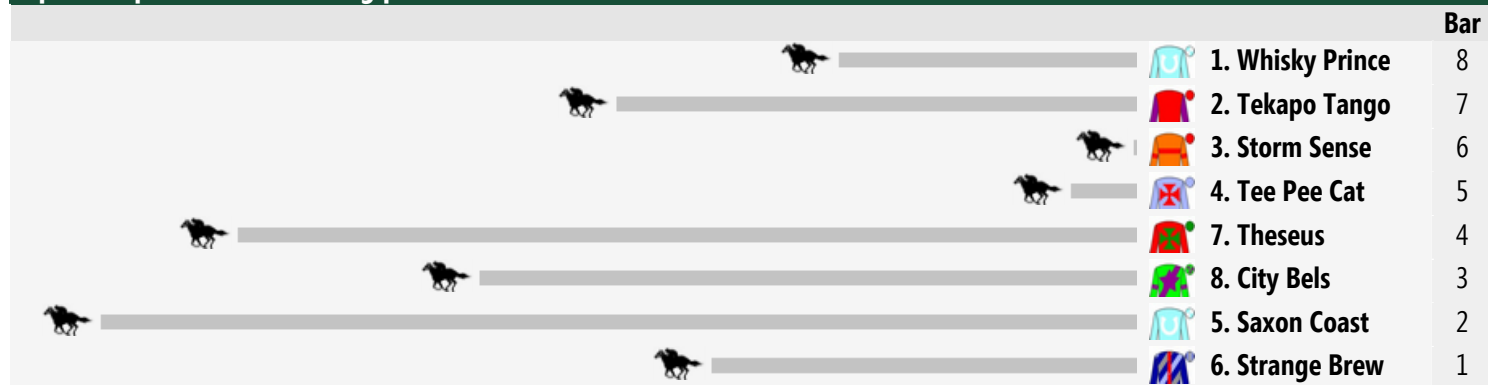 Bar
1. Whisky Prince 8
2. Tekapo Tango 7
3. Storm Sense 6
4. Tee Pee Cat 5
7. Theseus 4
8. City Bels 3
5. Saxon Coast 2
6. Strange Brew 1